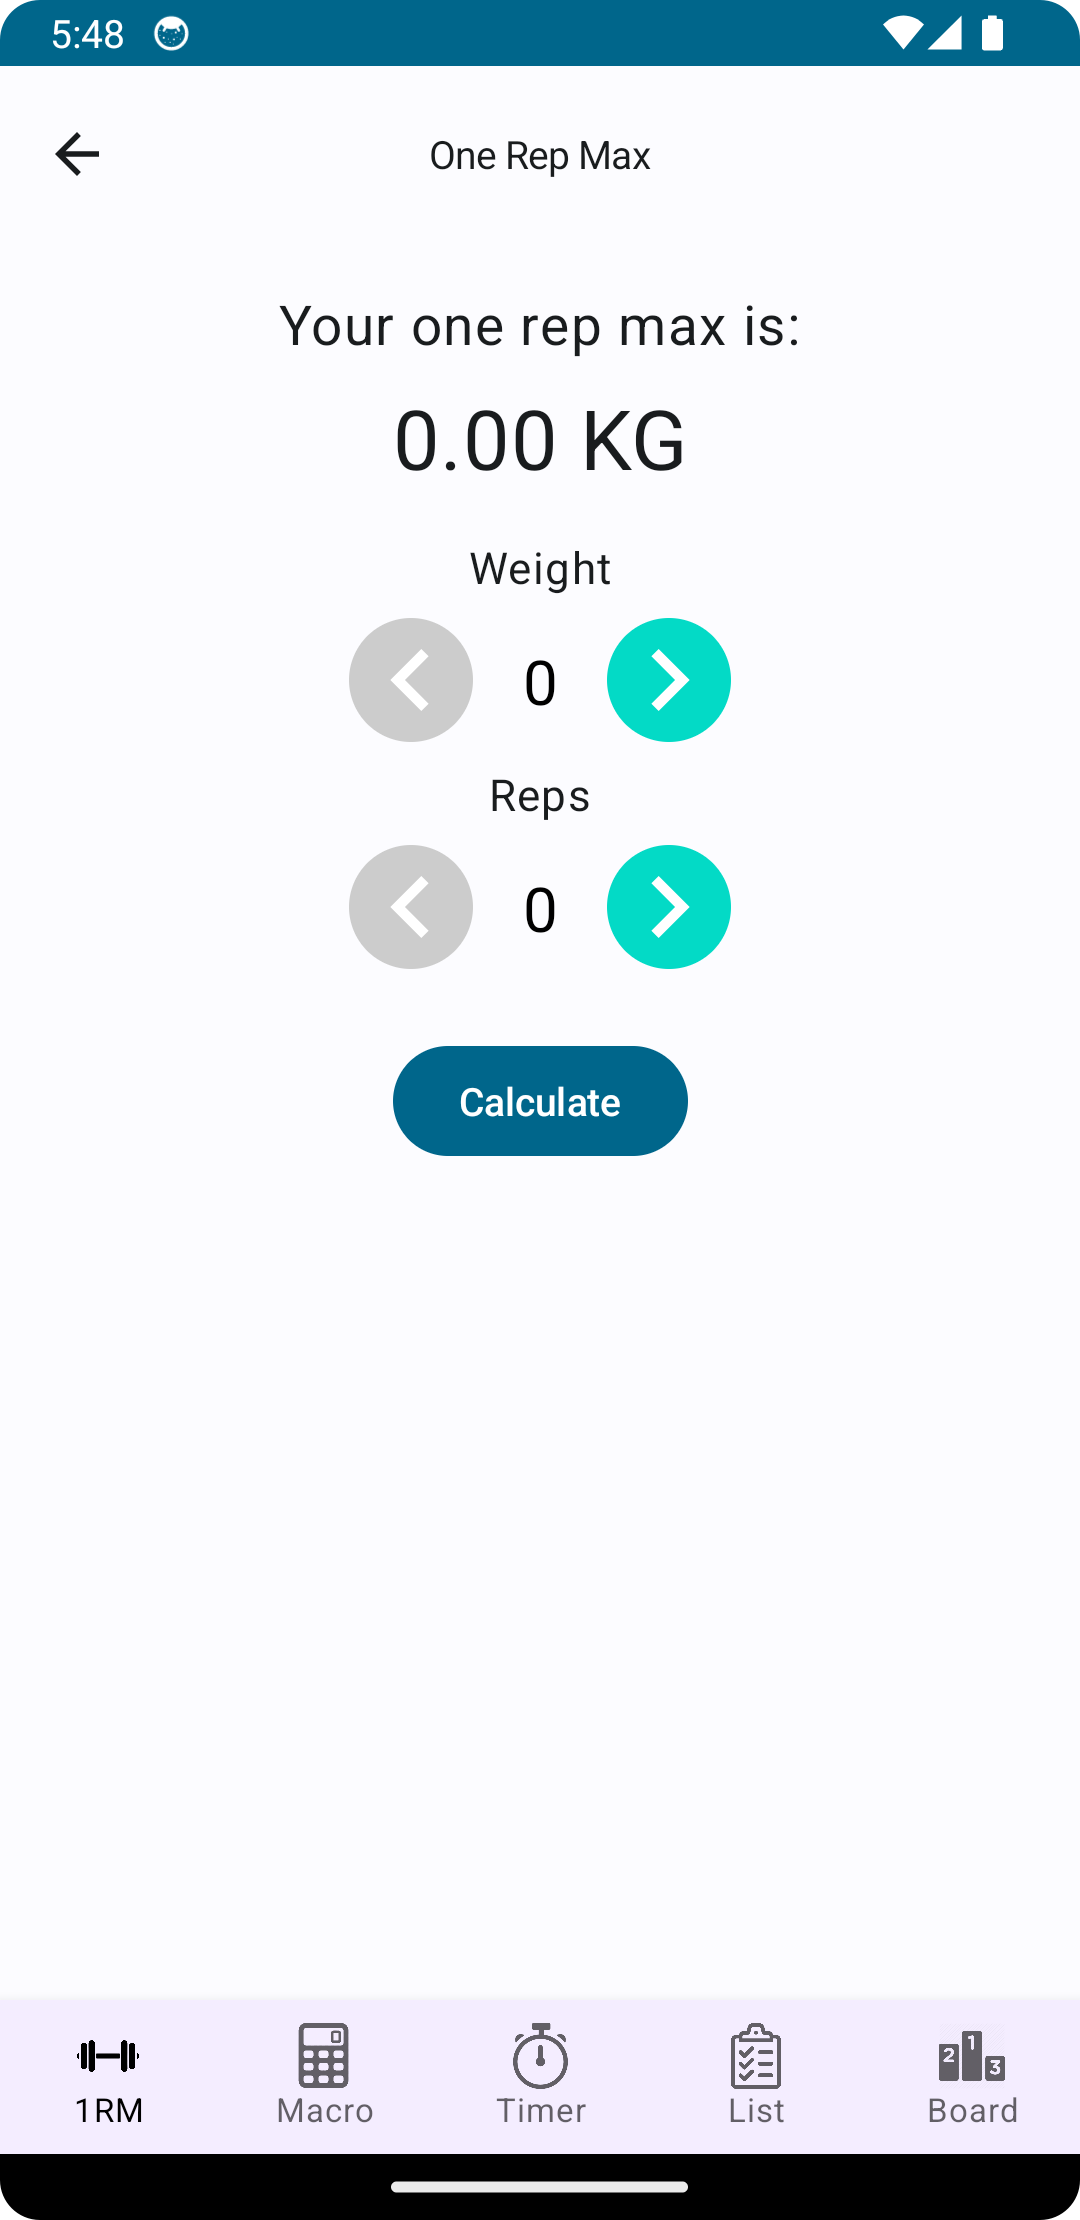 5:48
One Rep Max
Your one rep max is:
0.00 KG
Weight
0
Reps
0
Calculate
1RM
Macro
Timer
List
Board